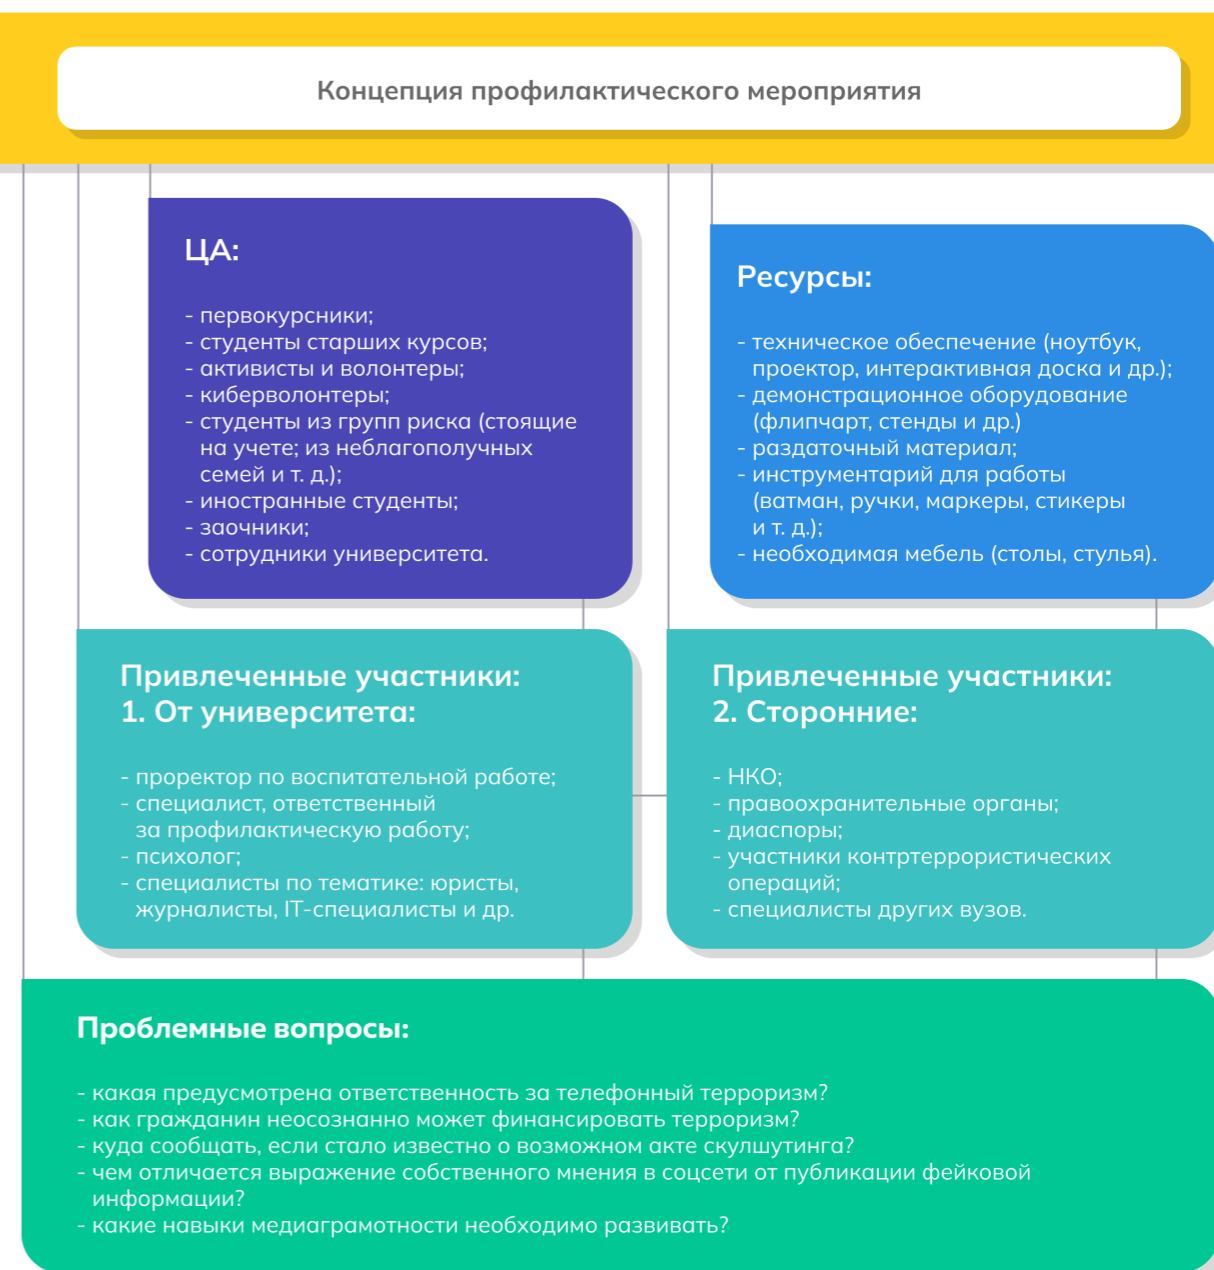 Концепция профилактического мероприятия
ЦА:
- первокурсники;
- студенты старших курсов;
- активисты и волонтеры;
- киберволонтеры;
- студенты из групп риска (стоящие
на учете; из неблагополучных
семей и т. д.);
- иностранные студенты;
- заочники;
- сотрудники университета.
Ресурсы:
- техническое обеспечение (ноутбук,
проектор, интерактивная доска и др.);
- демонстрационное оборудование
(флипчарт, стенды и др.)
- раздаточный материал;
- инструментарий для работы
(ватман, ручки, маркеры, стикеры
и т. д.);
- необходимая мебель (столы, стулья).
Привлеченные участники:
1. От университета:
- проректор по воспитательной работе;
- специалист, ответственный
за профилактическую работу;
- психолог;
- специалисты по тематике: юристы,
журналисты, IT-специалисты и др.
Привлеченные участники:
2. Сторонние:
- НКО;
- правоохранительные органы;
- диаспоры;
- участники контртеррористических
операций;
- специалисты других вузов.
Проблемные вопросы:
- какая предусмотрена ответственность за телефонный терроризм?
- как гражданин неосознанно может финансировать терроризм?
- куда сообщать, если стало известно о возможном акте скулшутинга?
- чем отличается выражение собственного мнения в соцсети от публикации фейковой
информации?
- какие навыки медиаграмотности необходимо развивать?